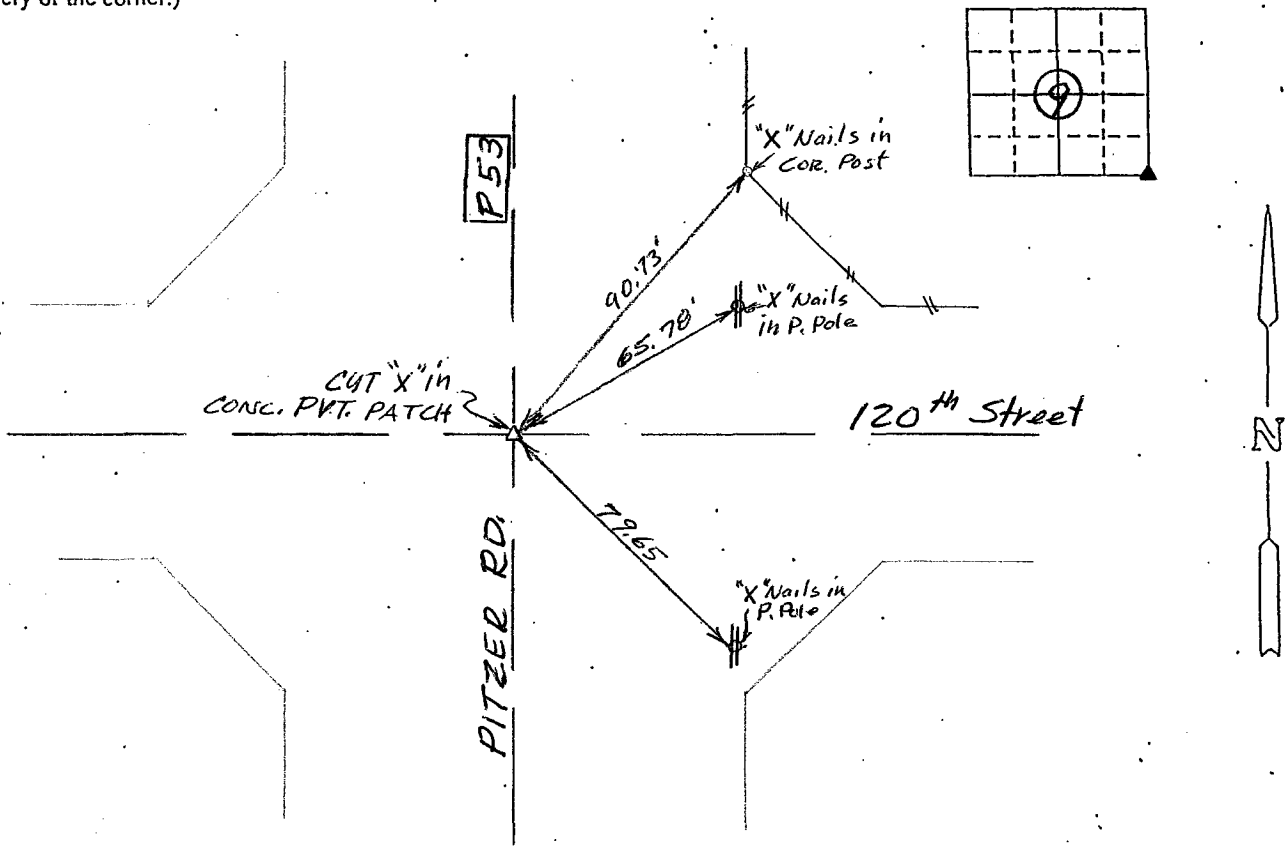 ery of the corner.)
9
P53
"X" Nails in
COR. Post
90.73'
"X" Nails
in P. Pole
65.78'
CUT "X" in
CONC. PVT. PATCH
120th Street
N
79.65
"X" Nails in
P. Pole
PITZER RD.